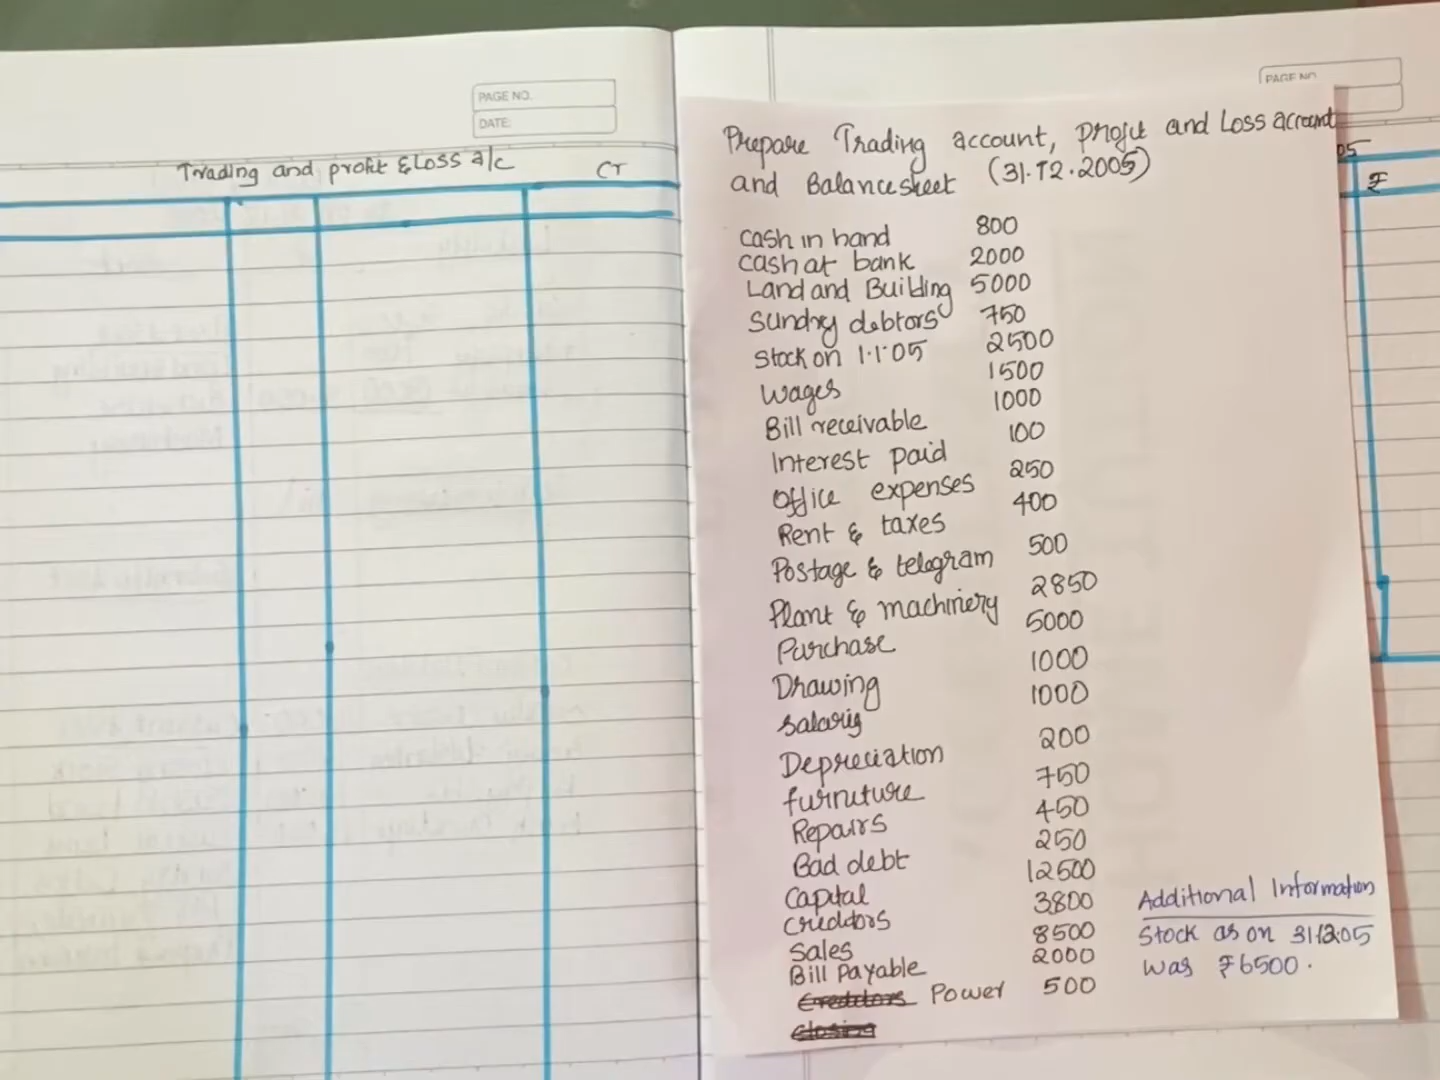 PAGE NO.
DATE:
Trading and profit & Loss a/c
Cr
PAGE NO
05
₹
Prepare Trading account, profit and Loss account
and Balancesheet (31.12.2005)
Cash in hand 800
Cash at bank 2000
Land and Building 5000
Sundry debtors 750
Stock on 1.1.05 2500
Wages 1500
Bill receivable 1000
Interest paid 100
Office expenses 250
Rent & taxes 400
Postage & telegram 500
Plant & machinery 2850
Purchase 5000
Drawing 1000
Salaries 1000
Depreciation 200
furnuture 750
Repairs 450
Bad debt 250
Capital 12500
Creditors 3800
Sales 8500
Bill Payable 2000
Creditors Power 500
closing
Additional Information
Stock as on 31.12.05
was ₹6500.